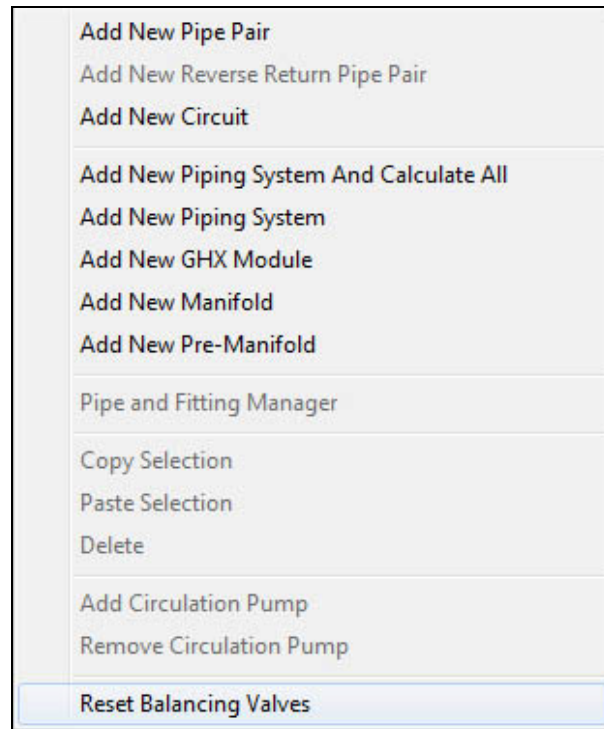 Add New Pipe Pair
Add New Reverse Return Pipe Pair
Add New Circuit
Add New Piping System And Calculate All
Add New Piping System
Add New GHX Module
Add New Manifold
Add New Pre-Manifold
Pipe and Fitting Manager
Copy Selection
Paste Selection
Delete
Add Circulation Pump
Remove Circulation Pump
Reset Balancing Valves